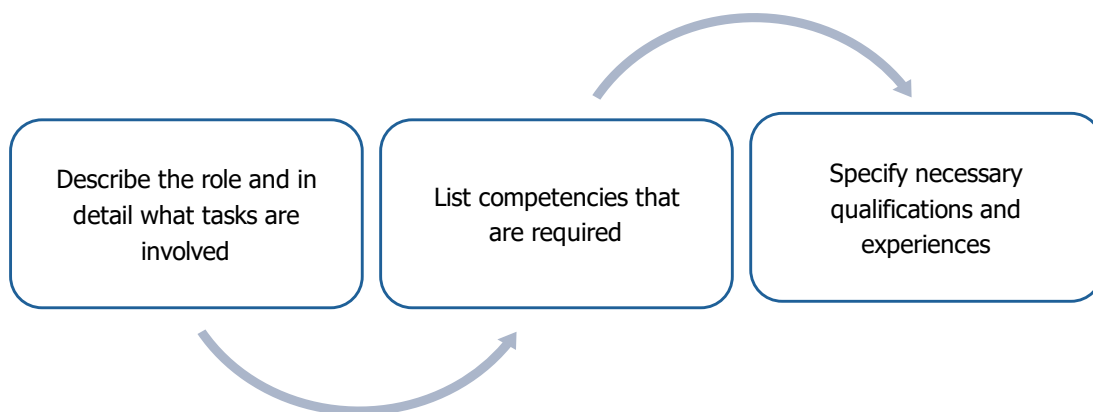 Describe the role and in
detail what tasks are
involved
List competencies that
are required
Specify necessary
qualifications and
experiences